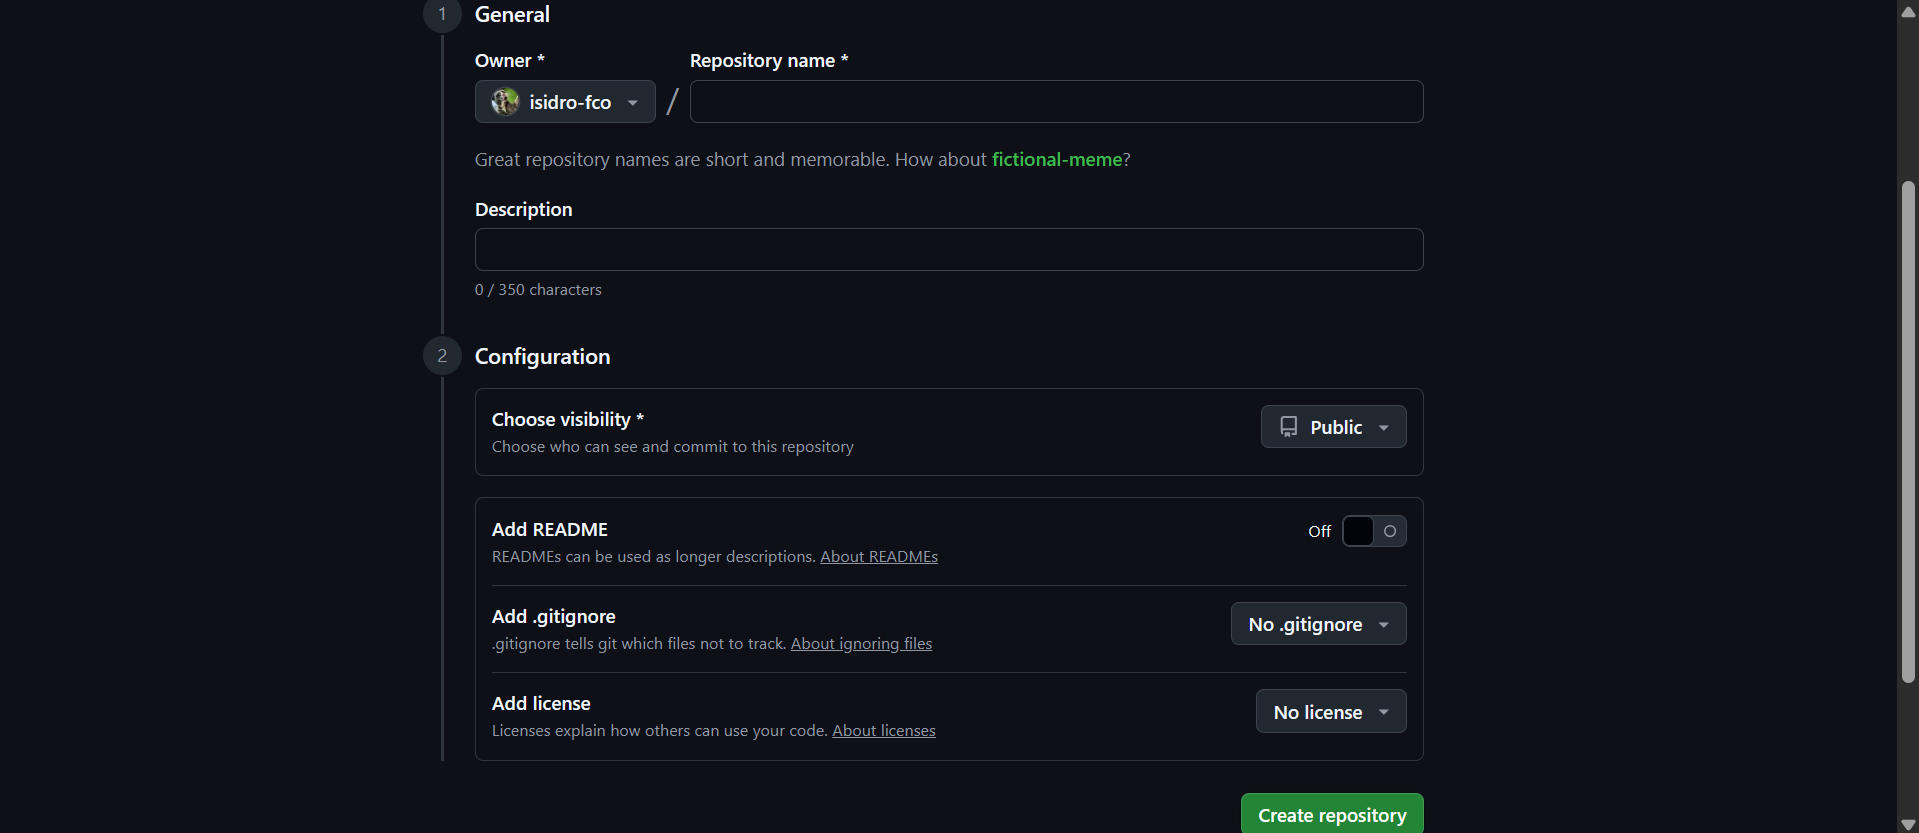 1 General
Owner * Repository name *
isidro-fco /
Great repository names are short and memorable. How about fictional-meme?
Description
0 / 350 characters
2 Configuration
Choose visibility *
Choose who can see and commit to this repository
Public
Add README
READMEs can be used as longer descriptions. About READMEs
Off
Add .gitignore
.gitignore tells git which files not to track. About ignoring files
No .gitignore
Add license
Licenses explain how others can use your code. About licenses
No license
Create repository